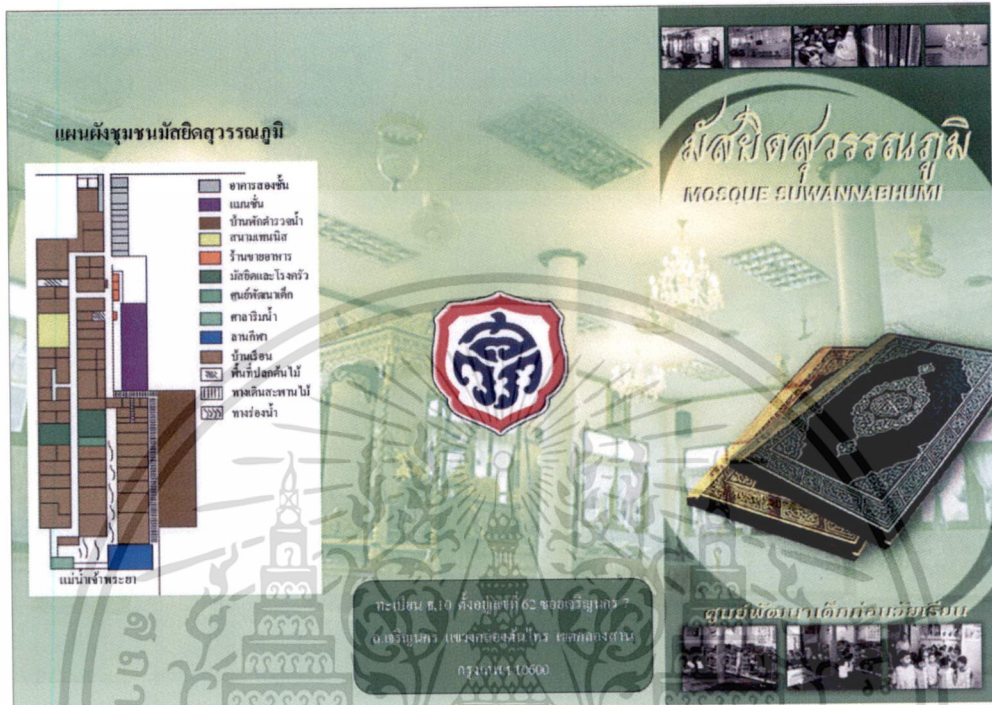 แผนผังชุมชนมัสยิดสุวรรณภูมิ
อาคารสองชั้น
แมนชั่น
บ้านพักตำรวจน้ำ
สนามเทนนิส
ร้านขายอาหาร
มัสยิดและโรงครัว
ศูนย์พัฒนาเด็ก
ศาลาริมน้ำ
ลานกีฬา
บ้านเรือน
พื้นที่ปลูกต้นไม้
ทางเดินสะพานไม้
ทางร่องน้ำ
แม่น้ำเจ้าพระยา
ทะเบียน ธ.10 ตั้งอยู่เลขที่ 62 ซอยเจริญนคร 7
ถ.เจริญนคร แขวงคลองต้นไทร เขตคลองสาน
กรุงเทพฯ 10600
มัสยิดสุวรรณภูมิ
MOSQUE SUWANNABHUMI
ศูนย์พัฒนาเด็กก่อนวัยเรียน